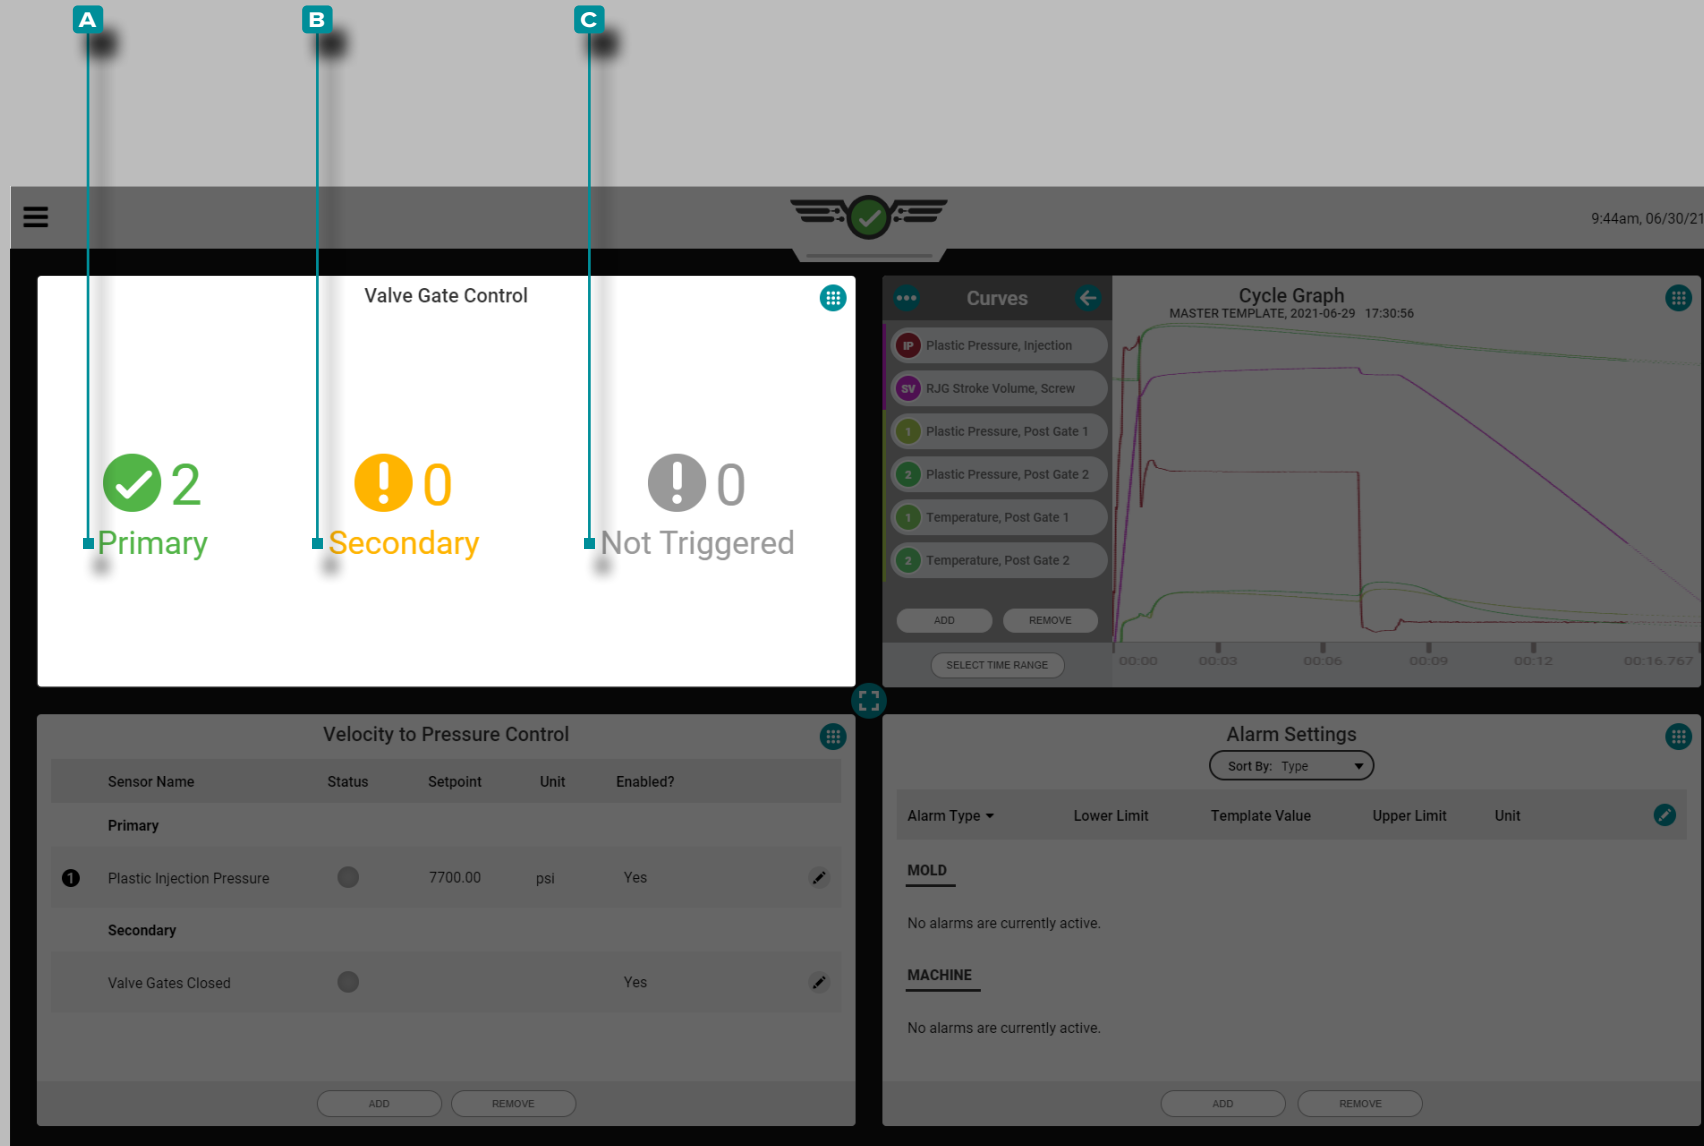 A B C
9:44am, 06/30/21
Valve Gate Control
2 0 0
Primary Secondary Not Triggered
Curves
IP Plastic Pressure, Injection
SV RJG Stroke Volume, Screw
1 Plastic Pressure, Post Gate 1
2 Plastic Pressure, Post Gate 2
1 Temperature, Post Gate 1
2 Temperature, Post Gate 2
ADD REMOVE
SELECT TIME RANGE
Cycle Graph
MASTER TEMPLATE, 2021-06-29 17:30:56
00:00 00:03 00:06 00:09 00:12 00:16.767
Velocity to Pressure Control
Sensor Name Status Setpoint Unit Enabled?
Primary
1 Plastic Injection Pressure 7700.00 psi Yes
Secondary
Valve Gates Closed Yes
ADD REMOVE
Alarm Settings
Sort By: Type
Alarm Type Lower Limit Template Value Upper Limit Unit
MOLD
No alarms are currently active.
MACHINE
No alarms are currently active.
ADD REMOVE